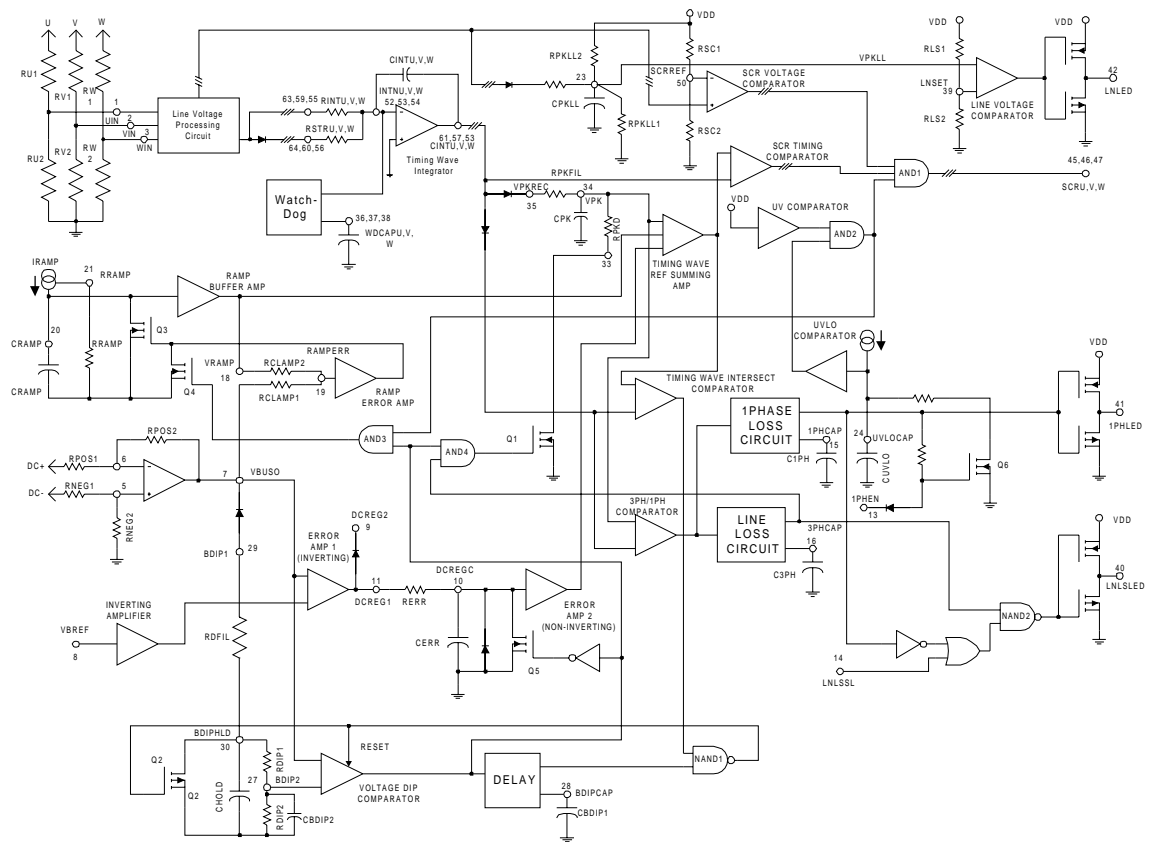 U V W
VDD
VDD
VDD
RU1
RV1
RW
1
RU2
RV2
RW
2
1
UIN
2
VIN
3
WIN
Line Voltage
Processing
Circuit
63,59,55
RINTU,V,W
RSTRU,V,W
64,60,56
CINTU,V,W
INTNU,V,W
52,53,54
61,57,53
CINTU,V,W
Timing Wave
Integrator
RPKLL2
23
CPKLL
RPKLL1
RSC1
SCRREF
50
RSC2
SCR VOLTAGE
COMPARATOR
VPKLL
RLS1
LNSET
39
RLS2
LINE VOLTAGE
COMPARATOR
42
LNLED
Watch-
Dog
36,37,38
WDCAPU,V,
W
RPKFIL
VPKREC
35
34
VPK
CPK
RPKD
33
SCR TIMING
COMPARATOR
AND1
45,46,47
SCRU,V,W
VDD
UV COMPARATOR
AND2
TIMING WAVE
REF SUMMING
AMP
IRAMP
21
RRAMP
RAMP
BUFFER AMP
20
CRAMP
CRAMP
RRAMP
Q3
Q4
VRAMP
18
RCLAMP2
RCLAMP1
RAMPERR
19
RAMP
ERROR AMP
UVLO
COMPARATOR
VDD
TIMING WAVE INTERSECT
COMPARATOR
1PHASE
LOSS
CIRCUIT
1PHCAP
15
C1PH
24
UVLOCAP
CUVLO
Q6
1PHEN
13
41
1PHLED
AND3
AND4
Q1
RPOS2
DC+
RPOS1
6
DC-
RNEG1
5
RNEG2
7
VBUSO
BDIP1
29
DCREG2
9
ERROR
AMP 1
(INVERTING)
11
DCREG1
RERR
DCREGC
10
CERR
Q5
ERROR
AMP 2
(NON-INVERTING)
3PH/1PH
COMPARATOR
LINE
LOSS
CIRCUIT
3PHCAP
16
C3PH
VDD
40
LNLSLED
NAND2
14
LNLSSL
INVERTING
AMPLIFIER
VBREF
8
RDFIL
BDIPHLD
30
Q2
Q2
CHOLD
27
RDIP1
BDIP2
RDIP2
CBDIP2
RESET
VOLTAGE DIP
COMPARATOR
DELAY
28
BDIPCAP
CBDIP1
NAND1